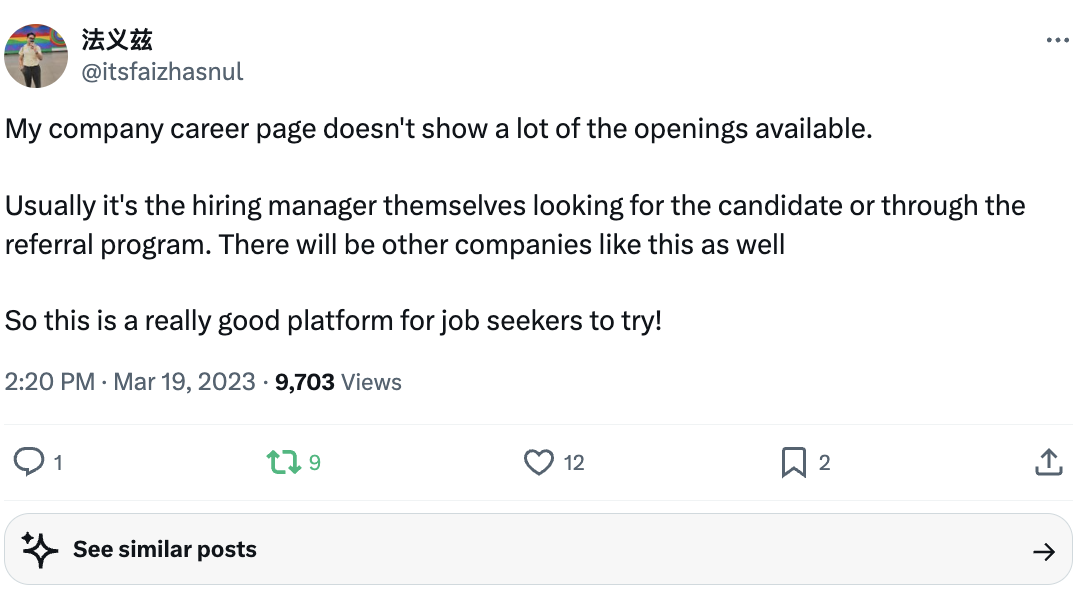 法义兹
@itsfaizhasnul
My company career page doesn't show a lot of the openings available.
Usually it's the hiring manager themselves looking for the candidate or through the
referral program. There will be other companies like this as well
So this is a really good platform for job seekers to try!
2:20 PM · Mar 19, 2023 · 9,703 Views
1 9 12 2
See similar posts